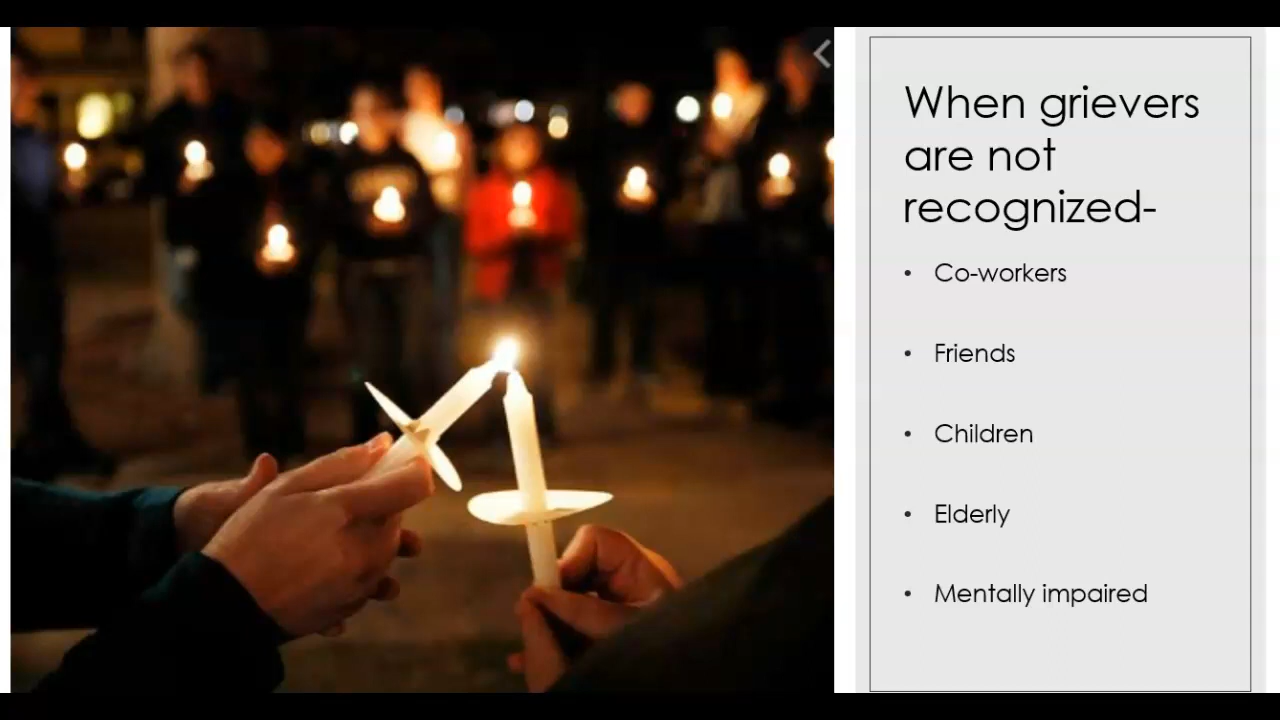 When grievers
are not
recognized-
• Co-workers
• Friends
• Children
• Elderly
• Mentally impaired